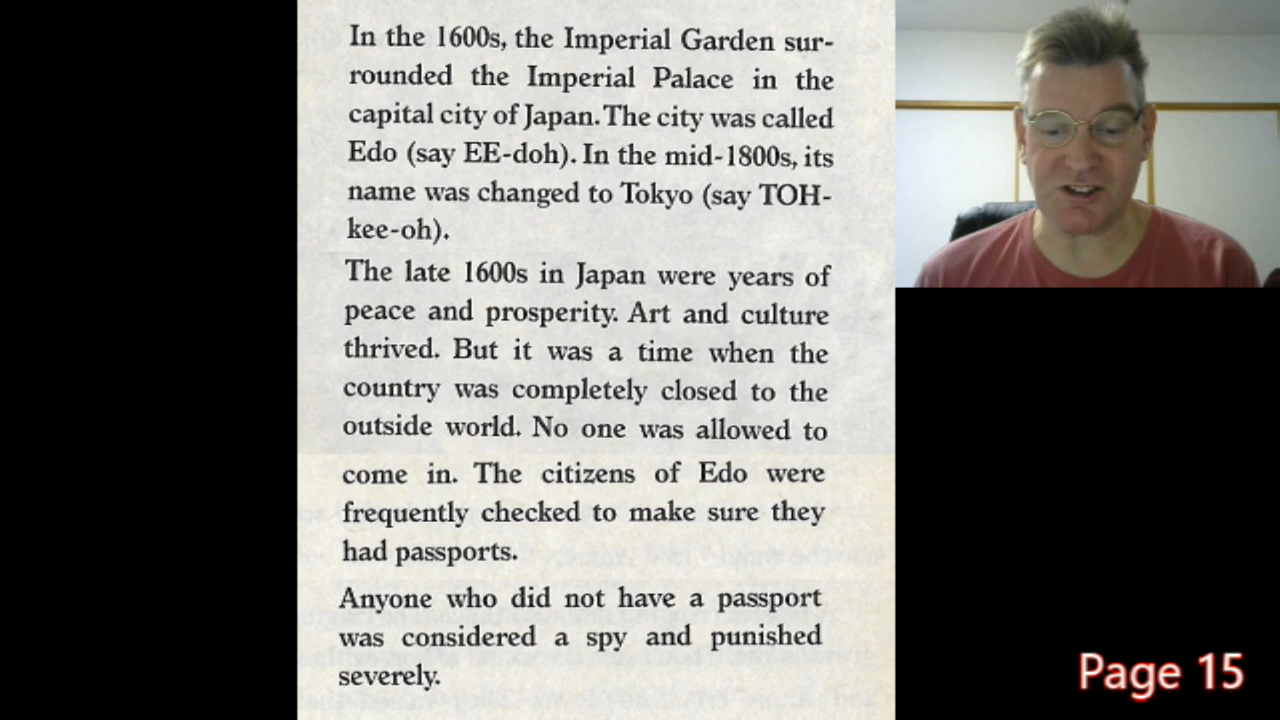 In the 1600s, the Imperial Garden sur-
rounded the Imperial Palace in the
capital city of Japan. The city was called
Edo (say EE-doh). In the mid-1800s, its
name was changed to Tokyo (say TOH-
kee-oh).
The late 1600s in Japan were years of
peace and prosperity. Art and culture
thrived. But it was a time when the
country was completely closed to the
outside world. No one was allowed to
come in. The citizens of Edo were
frequently checked to make sure they
had passports.
Anyone who did not have a passport
was considered a spy and punished
severely.
Page 15